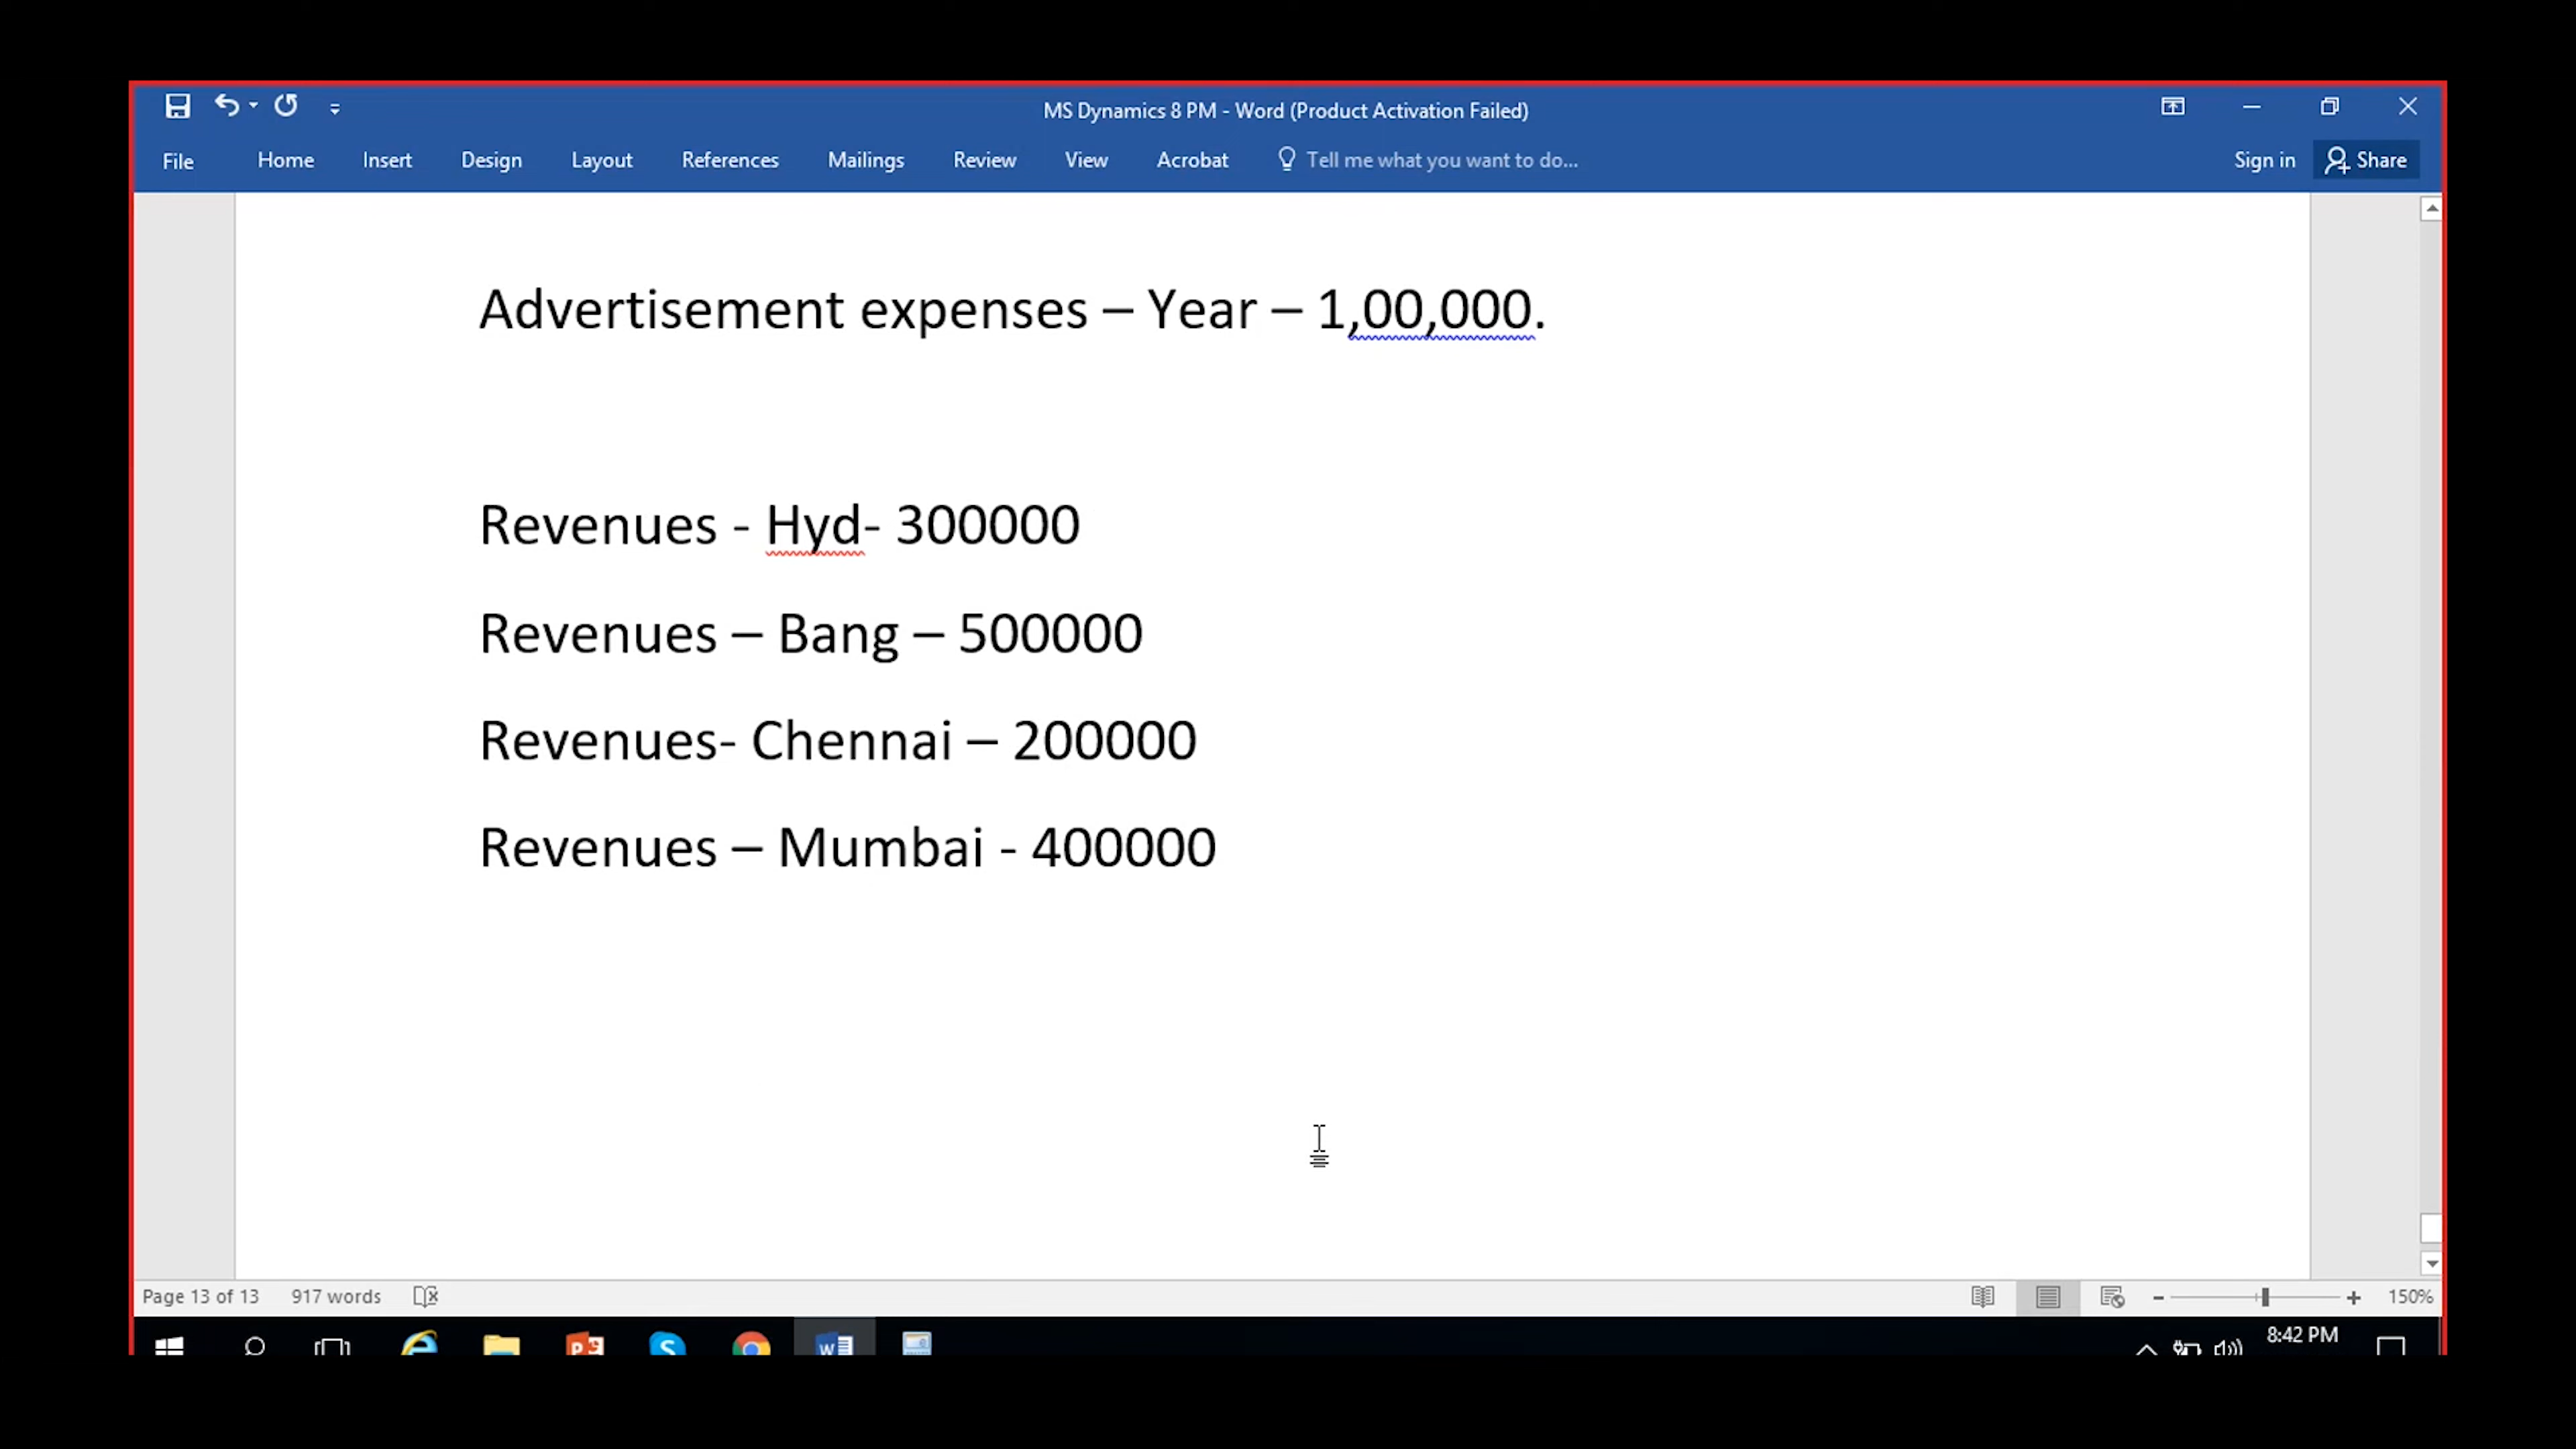 MS Dynamics 8 PM - Word (Product Activation Failed)
File Home Insert Design Layout References Mailings Review View Acrobat Tell me what you want to do... Sign in Share
Advertisement expenses – Year – 1,00,000.
Revenues - Hyd- 300000
Revenues – Bang – 500000
Revenues- Chennai – 200000
Revenues – Mumbai - 400000
Page 13 of 13 917 words 150%
8:42 PM